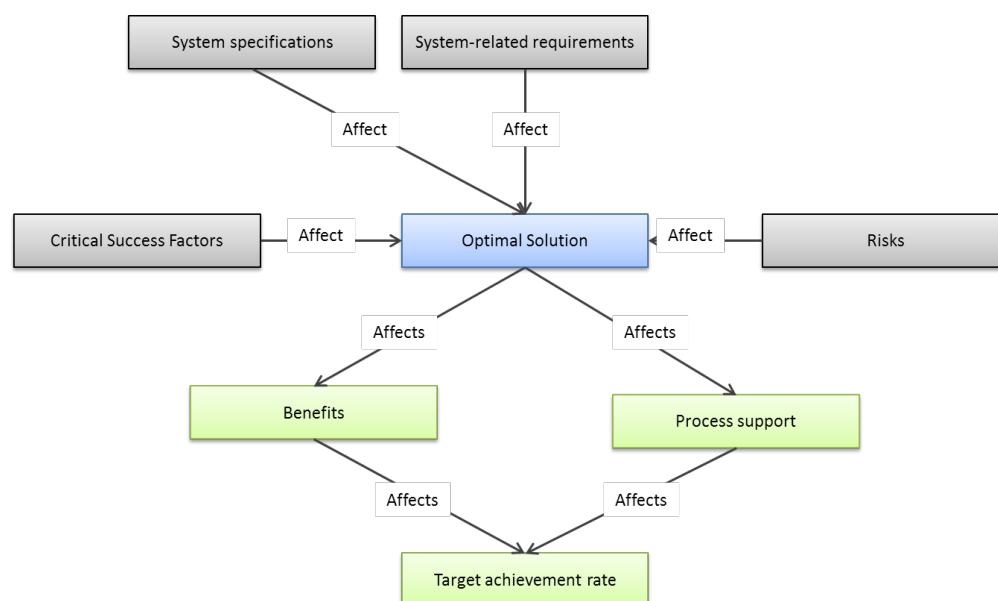 System specifications
System-related requirements
Affect
Affect
Critical Success Factors
Affect
Optimal Solution
Affect
Risks
Affects
Affects
Benefits
Process support
Affects
Affects
Target achievement rate